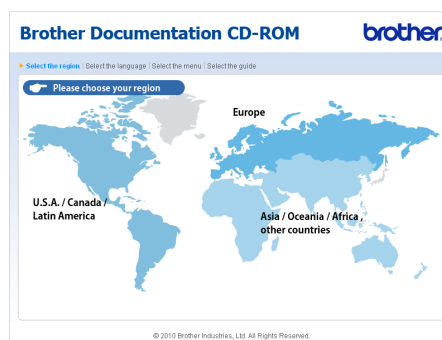 Brother Documentation CD-ROM
brother
Select the region | Select the language | Select the menu | Select the guide
Please choose your region
Europe
U.S.A. / Canada /
Latin America
Asia / Oceania / Africa ,
other countries
© 2010 Brother Industries, Ltd. All Rights Reserved.